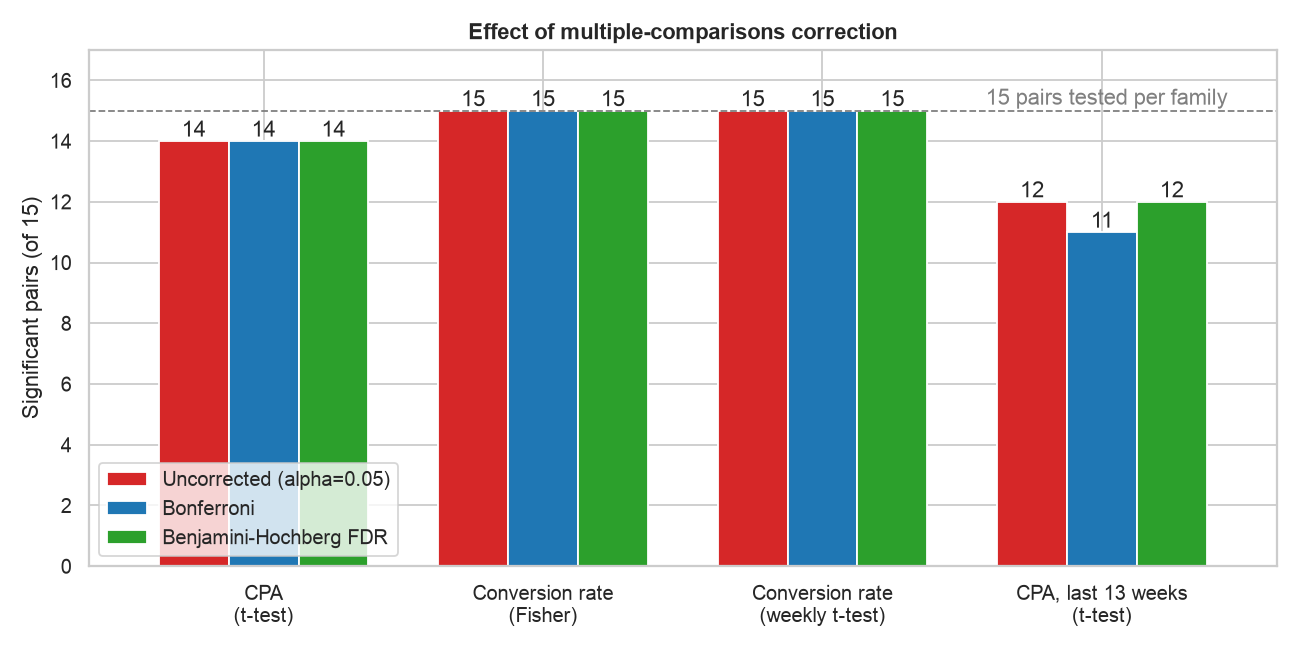 Effect of multiple-comparisons correction
Significant pairs (of 15)
16
14
12
10
8
6
4
2
0
14 14 14
15 15 15
15 15 15
12 11 12
15 pairs tested per family
Uncorrected (alpha=0.05)
Bonferroni
Benjamini-Hochberg FDR
CPA
(t-test)
Conversion rate
(Fisher)
Conversion rate
(weekly t-test)
CPA, last 13 weeks
(t-test)